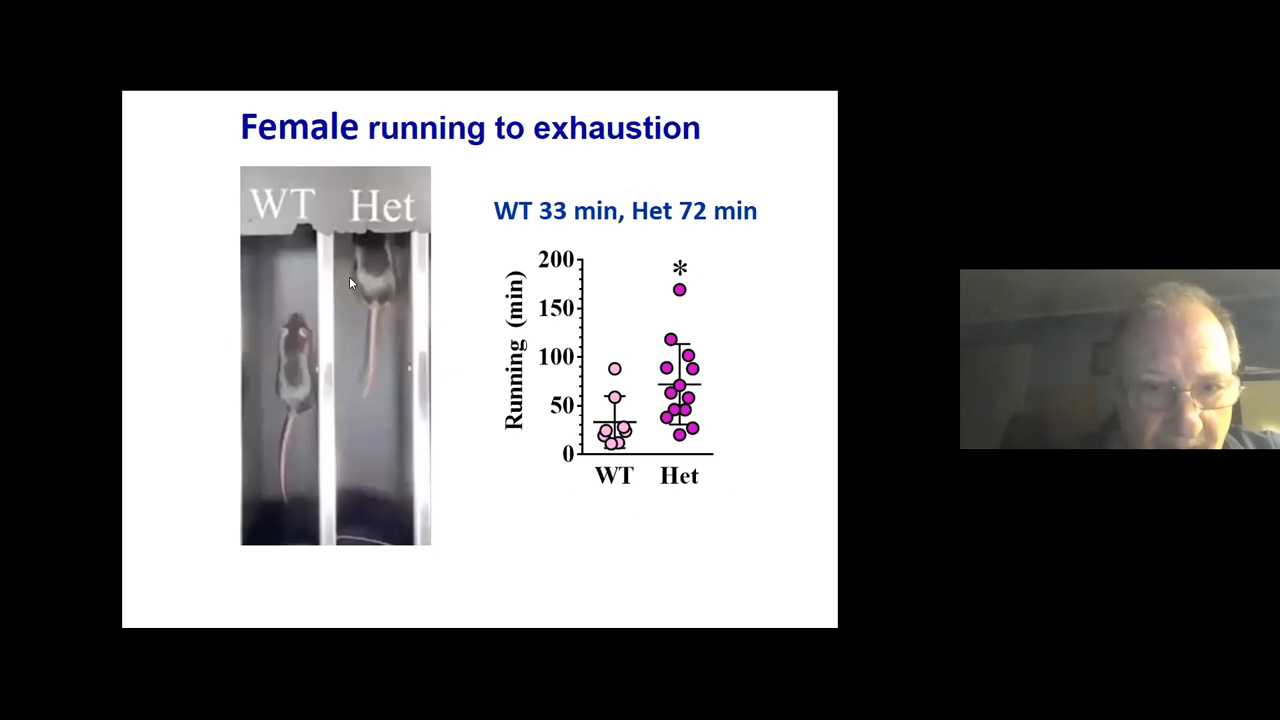 Female running to exhaustion
WT Het
WT 33 min, Het 72 min
*
200
150
100
50
0
Running (min)
WT Het